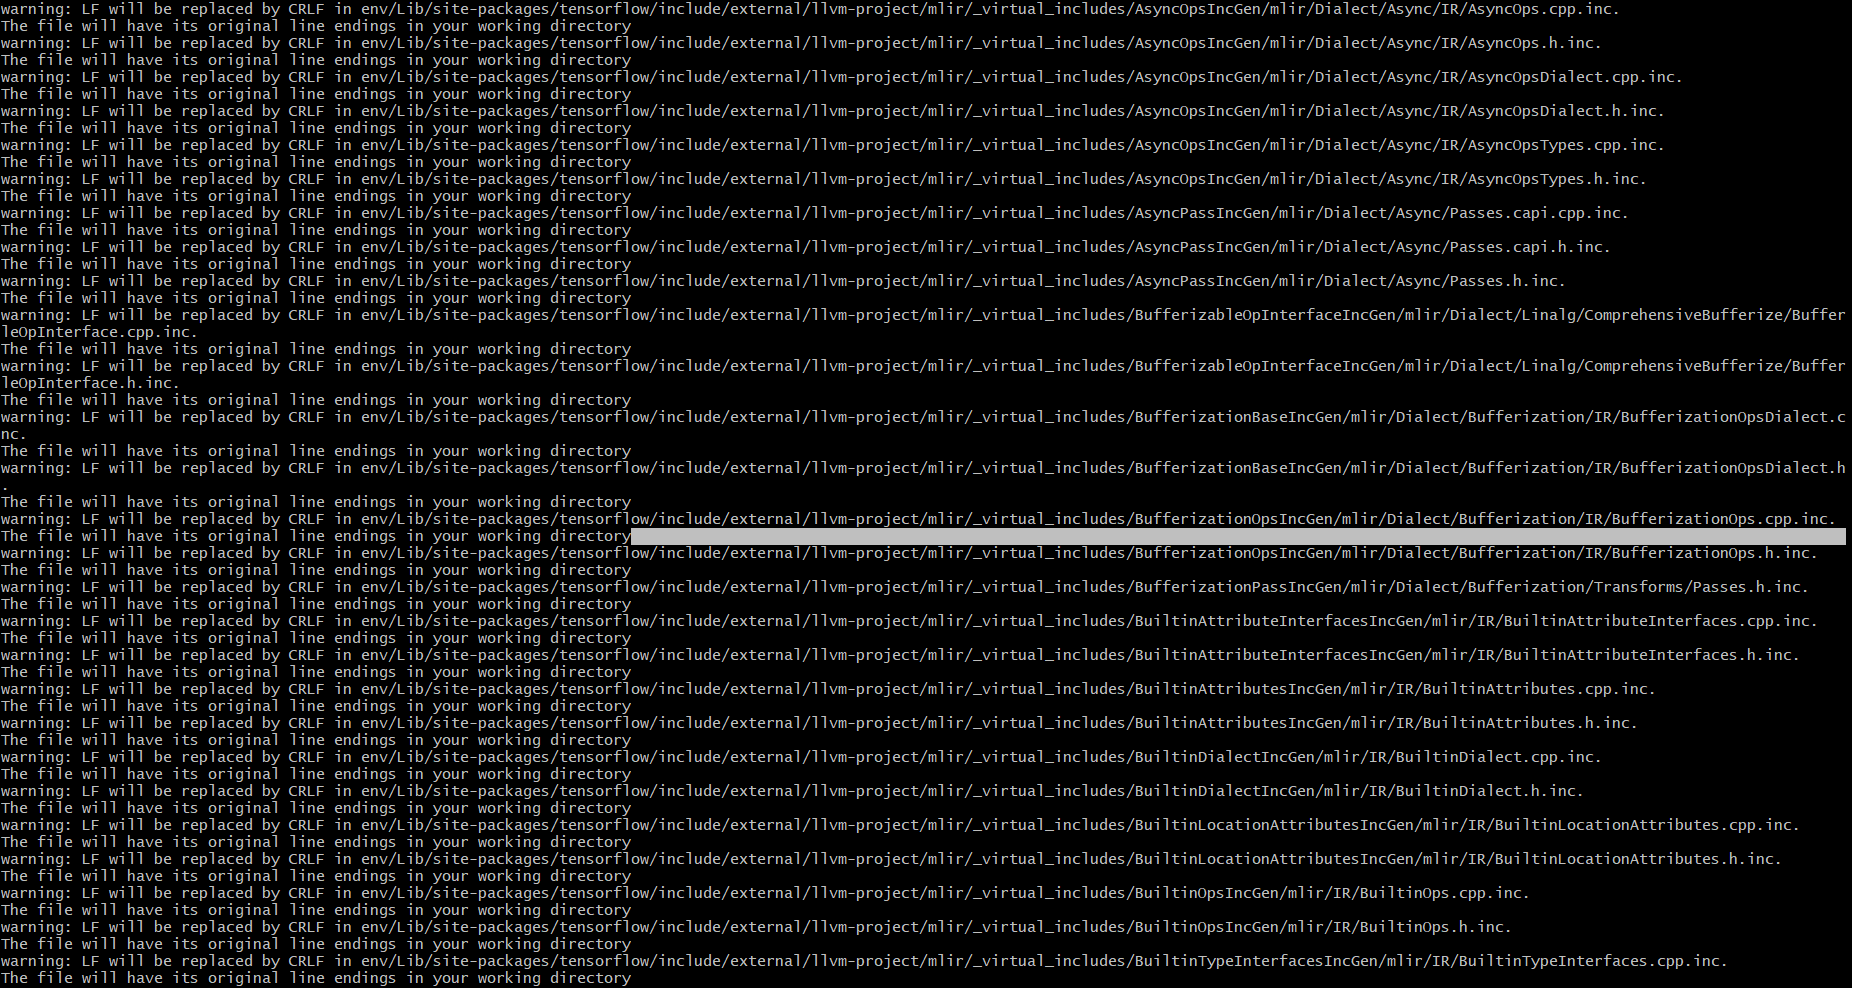 warning: LF will be replaced by CRLF in env/Lib/site-packages/tensorflow/include/external/llvm-project/mlir/_virtual_includes/AsyncOpsIncGen/mlir/Dialect/Async/IR/AsyncOps.cpp.inc.
The file will have its original line endings in your working directory
warning: LF will be replaced by CRLF in env/Lib/site-packages/tensorflow/include/external/llvm-project/mlir/_virtual_includes/AsyncOpsIncGen/mlir/Dialect/Async/IR/AsyncOps.h.inc.
The file will have its original line endings in your working directory
warning: LF will be replaced by CRLF in env/Lib/site-packages/tensorflow/include/external/llvm-project/mlir/_virtual_includes/AsyncOpsIncGen/mlir/Dialect/Async/IR/AsyncOpsDialect.cpp.inc.
The file will have its original line endings in your working directory
warning: LF will be replaced by CRLF in env/Lib/site-packages/tensorflow/include/external/llvm-project/mlir/_virtual_includes/AsyncOpsIncGen/mlir/Dialect/Async/IR/AsyncOpsDialect.h.inc.
The file will have its original line endings in your working directory
warning: LF will be replaced by CRLF in env/Lib/site-packages/tensorflow/include/external/llvm-project/mlir/_virtual_includes/AsyncOpsIncGen/mlir/Dialect/Async/IR/AsyncOpsTypes.cpp.inc.
The file will have its original line endings in your working directory
warning: LF will be replaced by CRLF in env/Lib/site-packages/tensorflow/include/external/llvm-project/mlir/_virtual_includes/AsyncOpsIncGen/mlir/Dialect/Async/IR/AsyncOpsTypes.h.inc.
The file will have its original line endings in your working directory
warning: LF will be replaced by CRLF in env/Lib/site-packages/tensorflow/include/external/llvm-project/mlir/_virtual_includes/AsyncPassIncGen/mlir/Dialect/Async/Passes.capi.cpp.inc.
The file will have its original line endings in your working directory
warning: LF will be replaced by CRLF in env/Lib/site-packages/tensorflow/include/external/llvm-project/mlir/_virtual_includes/AsyncPassIncGen/mlir/Dialect/Async/Passes.capi.h.inc.
The file will have its original line endings in your working directory
warning: LF will be replaced by CRLF in env/Lib/site-packages/tensorflow/include/external/llvm-project/mlir/_virtual_includes/AsyncPassIncGen/mlir/Dialect/Async/Passes.h.inc.
The file will have its original line endings in your working directory
warning: LF will be replaced by CRLF in env/Lib/site-packages/tensorflow/include/external/llvm-project/mlir/_virtual_includes/BufferizableOpInterfaceIncGen/mlir/Dialect/Linalg/ComprehensiveBufferize/Buffer
leOpInterface.cpp.inc.
The file will have its original line endings in your working directory
warning: LF will be replaced by CRLF in env/Lib/site-packages/tensorflow/include/external/llvm-project/mlir/_virtual_includes/BufferizableOpInterfaceIncGen/mlir/Dialect/Linalg/ComprehensiveBufferize/Buffer
leOpInterface.h.inc.
The file will have its original line endings in your working directory
warning: LF will be replaced by CRLF in env/Lib/site-packages/tensorflow/include/external/llvm-project/mlir/_virtual_includes/BufferizationBaseIncGen/mlir/Dialect/Bufferization/IR/BufferizationOpsDialect.c
nc.
The file will have its original line endings in your working directory
warning: LF will be replaced by CRLF in env/Lib/site-packages/tensorflow/include/external/llvm-project/mlir/_virtual_includes/BufferizationBaseIncGen/mlir/Dialect/Bufferization/IR/BufferizationOpsDialect.h
.
The file will have its original line endings in your working directory
warning: LF will be replaced by CRLF in env/Lib/site-packages/tensorflow/include/external/llvm-project/mlir/_virtual_includes/BufferizationOpsIncGen/mlir/Dialect/Bufferization/IR/BufferizationOps.cpp.inc.
The file will have its original line endings in your working directory
warning: LF will be replaced by CRLF in env/Lib/site-packages/tensorflow/include/external/llvm-project/mlir/_virtual_includes/BufferizationOpsIncGen/mlir/Dialect/Bufferization/IR/BufferizationOps.h.inc.
The file will have its original line endings in your working directory
warning: LF will be replaced by CRLF in env/Lib/site-packages/tensorflow/include/external/llvm-project/mlir/_virtual_includes/BufferizationPassIncGen/mlir/Dialect/Bufferization/Transforms/Passes.h.inc.
The file will have its original line endings in your working directory
warning: LF will be replaced by CRLF in env/Lib/site-packages/tensorflow/include/external/llvm-project/mlir/_virtual_includes/BuiltinAttributeInterfacesIncGen/mlir/IR/BuiltinAttributeInterfaces.cpp.inc.
The file will have its original line endings in your working directory
warning: LF will be replaced by CRLF in env/Lib/site-packages/tensorflow/include/external/llvm-project/mlir/_virtual_includes/BuiltinAttributeInterfacesIncGen/mlir/IR/BuiltinAttributeInterfaces.h.inc.
The file will have its original line endings in your working directory
warning: LF will be replaced by CRLF in env/Lib/site-packages/tensorflow/include/external/llvm-project/mlir/_virtual_includes/BuiltinAttributesIncGen/mlir/IR/BuiltinAttributes.cpp.inc.
The file will have its original line endings in your working directory
warning: LF will be replaced by CRLF in env/Lib/site-packages/tensorflow/include/external/llvm-project/mlir/_virtual_includes/BuiltinAttributesIncGen/mlir/IR/BuiltinAttributes.h.inc.
The file will have its original line endings in your working directory
warning: LF will be replaced by CRLF in env/Lib/site-packages/tensorflow/include/external/llvm-project/mlir/_virtual_includes/BuiltinDialectIncGen/mlir/IR/BuiltinDialect.cpp.inc.
The file will have its original line endings in your working directory
warning: LF will be replaced by CRLF in env/Lib/site-packages/tensorflow/include/external/llvm-project/mlir/_virtual_includes/BuiltinDialectIncGen/mlir/IR/BuiltinDialect.h.inc.
The file will have its original line endings in your working directory
warning: LF will be replaced by CRLF in env/Lib/site-packages/tensorflow/include/external/llvm-project/mlir/_virtual_includes/BuiltinLocationAttributesIncGen/mlir/IR/BuiltinLocationAttributes.cpp.inc.
The file will have its original line endings in your working directory
warning: LF will be replaced by CRLF in env/Lib/site-packages/tensorflow/include/external/llvm-project/mlir/_virtual_includes/BuiltinLocationAttributesIncGen/mlir/IR/BuiltinLocationAttributes.h.inc.
The file will have its original line endings in your working directory
warning: LF will be replaced by CRLF in env/Lib/site-packages/tensorflow/include/external/llvm-project/mlir/_virtual_includes/BuiltinOpsIncGen/mlir/IR/BuiltinOps.cpp.inc.
The file will have its original line endings in your working directory
warning: LF will be replaced by CRLF in env/Lib/site-packages/tensorflow/include/external/llvm-project/mlir/_virtual_includes/BuiltinOpsIncGen/mlir/IR/BuiltinOps.h.inc.
The file will have its original line endings in your working directory
warning: LF will be replaced by CRLF in env/Lib/site-packages/tensorflow/include/external/llvm-project/mlir/_virtual_includes/BuiltinTypeInterfacesIncGen/mlir/IR/BuiltinTypeInterfaces.cpp.inc.
The file will have its original line endings in your working directory